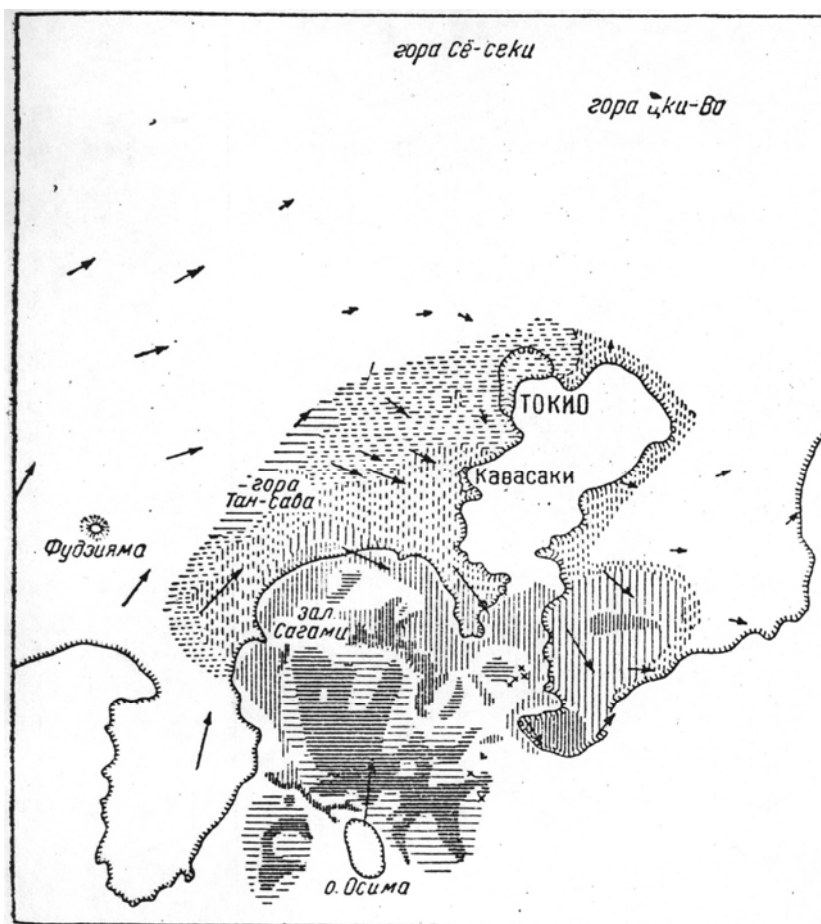 гора Сё-секи
гора Цки-Ва
ТОКИО
Кавасаки
гора
Тан-Сава
Фудзияма
зал.
Сагами
о. Осима